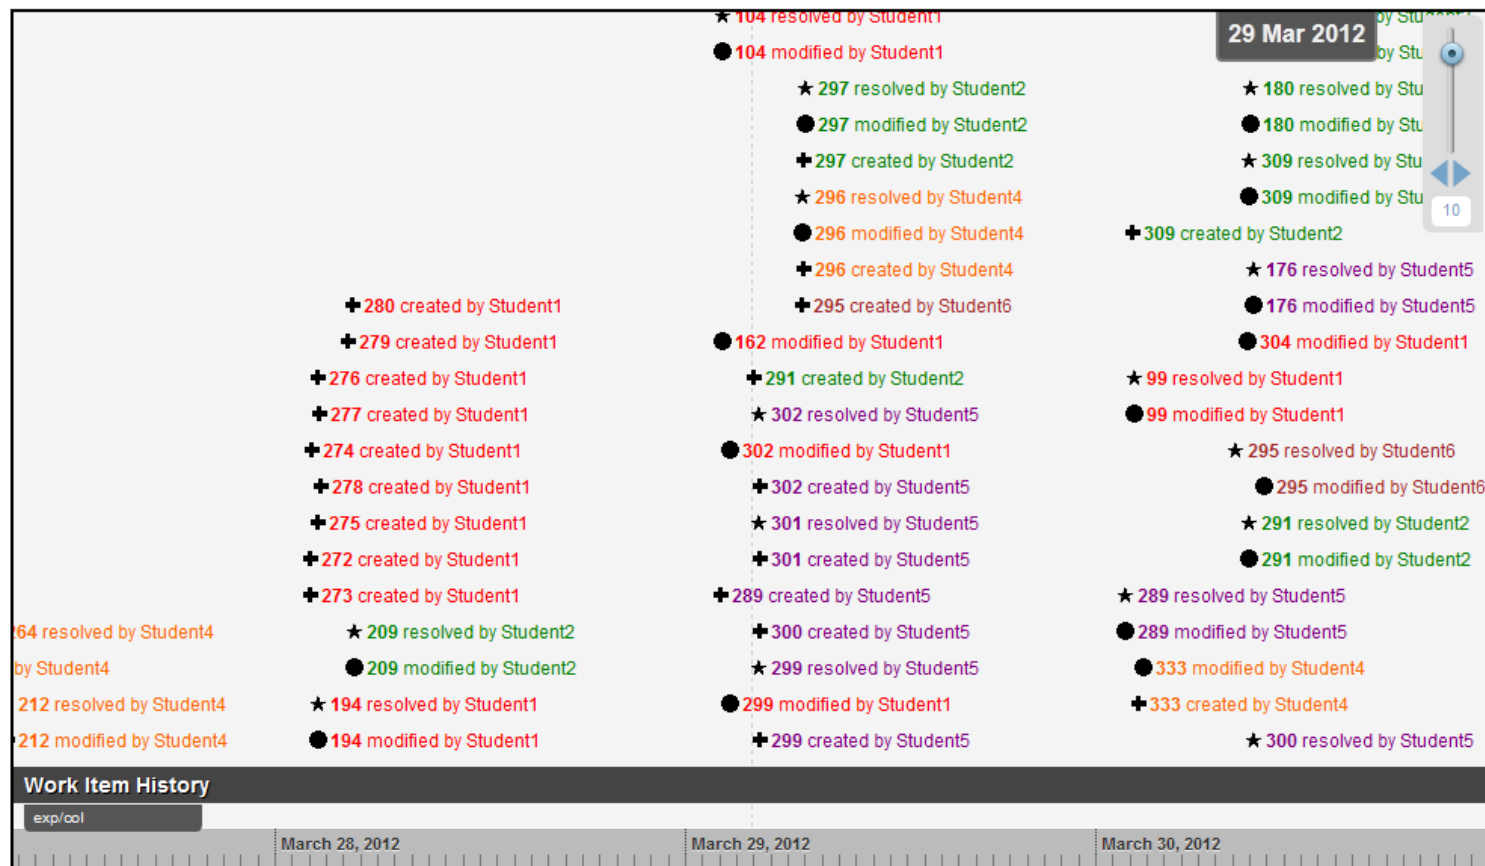 104 resolved by Student1
29 Mar 2012
104 modified by Student1
297 resolved by Student2
180 resolved by Stu
297 modified by Student2
180 modified by Stu
297 created by Student2
309 resolved by Stu
296 resolved by Student4
309 modified by Stu
10
296 modified by Student4
309 created by Student2
296 created by Student4
176 resolved by Student5
280 created by Student1
295 created by Student6
176 modified by Student5
279 created by Student1
162 modified by Student1
304 modified by Student1
276 created by Student1
291 created by Student2
99 resolved by Student1
277 created by Student1
302 resolved by Student5
99 modified by Student1
274 created by Student1
302 modified by Student1
295 resolved by Student6
278 created by Student1
302 created by Student5
295 modified by Student6
275 created by Student1
301 resolved by Student5
291 resolved by Student2
272 created by Student1
301 created by Student5
291 modified by Student2
273 created by Student1
289 created by Student5
289 resolved by Student5
264 resolved by Student4
209 resolved by Student2
300 created by Student5
289 modified by Student5
by Student4
209 modified by Student2
299 resolved by Student5
333 modified by Student4
212 resolved by Student4
194 resolved by Student1
299 modified by Student1
333 created by Student4
212 modified by Student4
194 modified by Student1
299 created by Student5
300 resolved by Student5
Work Item History
exp/col
March 28, 2012
March 29, 2012
March 30, 2012